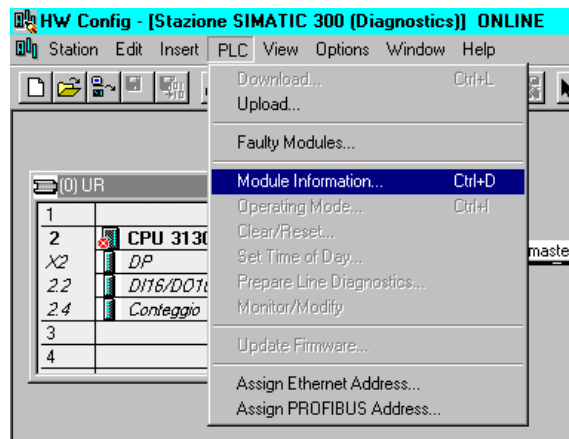 HW Config - [Stazione SIMATIC 300 (Diagnostics)] ONLINE
Station Edit Insert PLC View Options Window Help
Download... Ctrl+L
Upload...
Faulty Modules...
(0) UR
Module Information... Ctrl+D
1
Operating Mode... Ctrl+I
2 CPU 313C
Clear/Reset...
X2 DP
Set Time of Day...
master
2.2 DI16/DO16
Prepare Line Diagnostics...
2.4 Conteggio
Monitor/Modify
3
Update Firmware...
4
Assign Ethernet Address...
Assign PROFIBUS Address...